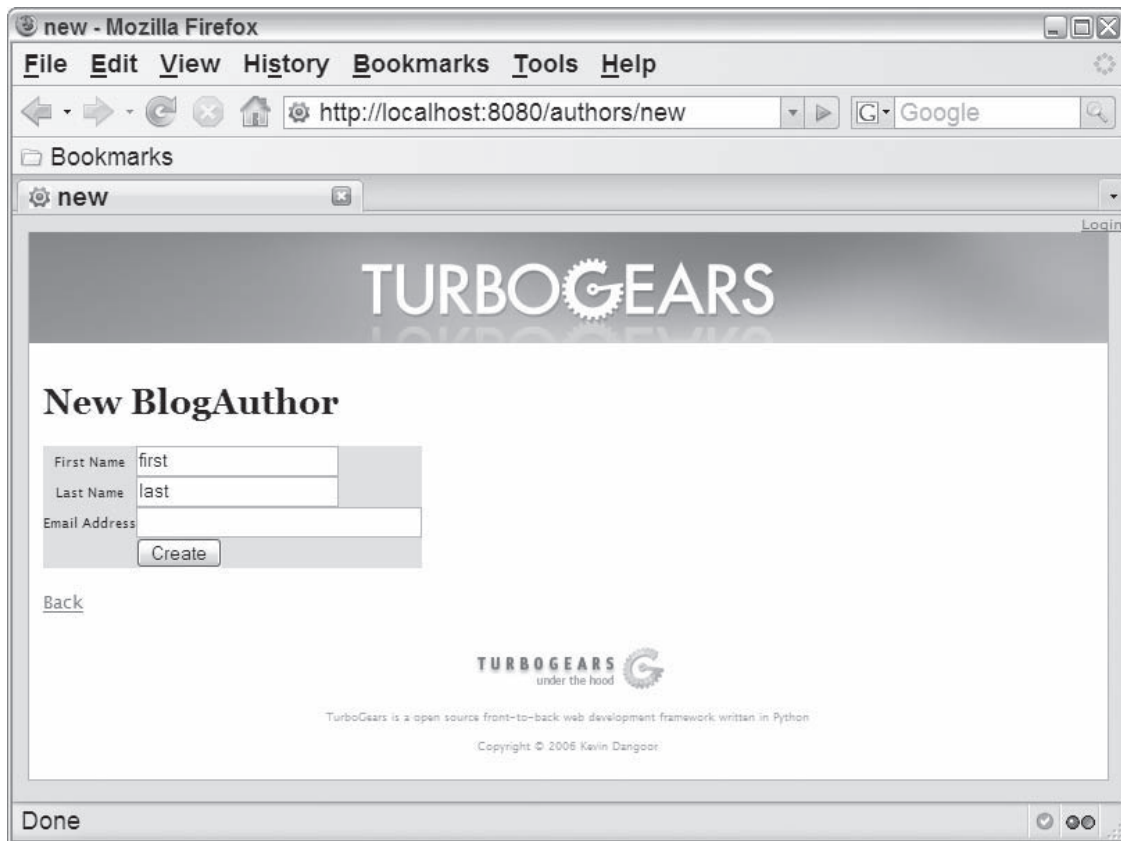 new - Mozilla Firefox
File Edit View History Bookmarks Tools Help
http://localhost:8080/authors/new
G Google
Bookmarks
new
Login
TURBOGEARS
New BlogAuthor
First Name first
Last Name last
Email Address
Create
Back
TURBOGEARS
under the hood
TurboGears is a open source front-to-back web development framework written in Python
Copyright © 2006 Kevin Dangoor
Done